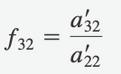 f₃₂ = a′₃₂ / a′₂₂